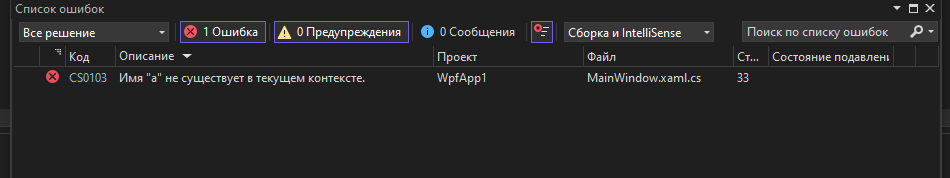 Список ошибок
Все решение 1 Ошибка 0 Предупреждения 0 Сообщения Сборка и IntelliSense Поиск по списку ошибок
Код Описание Проект Файл Ст... Состояние подавлени
CS0103 Имя "a" не существует в текущем контексте. WpfApp1 MainWindow.xaml.cs 33